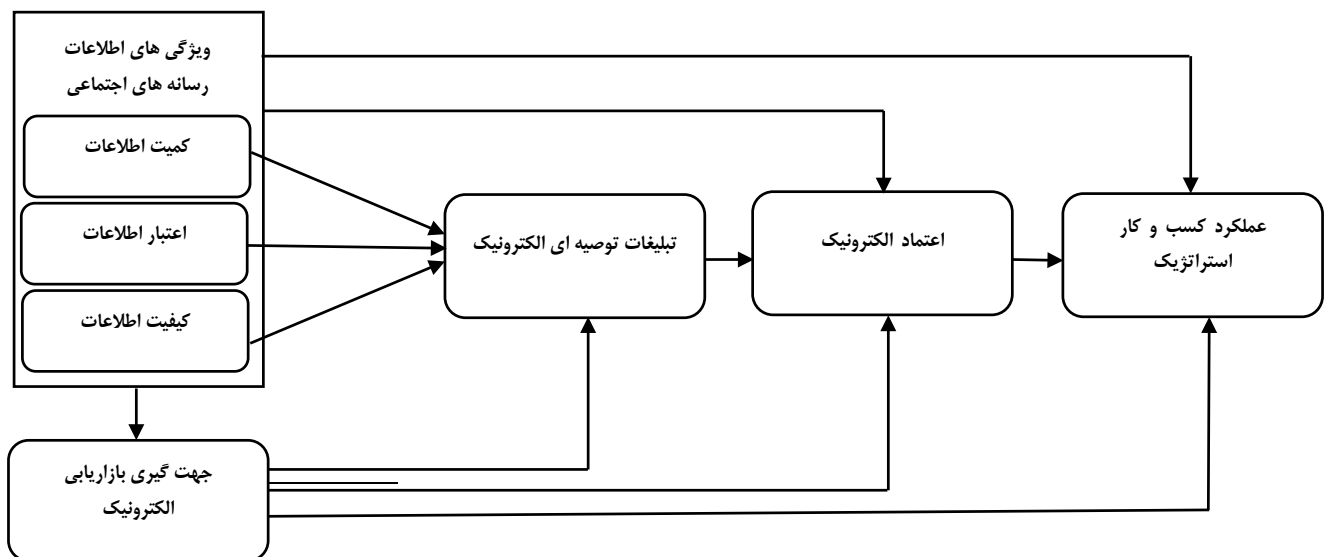 ویژگی های اطلاعات
رسانه های اجتماعی
کمیت اطلاعات
اعتبار اطلاعات
کیفیت اطلاعات
تبلیغات توصیه ای الکترونیک
اعتماد الکترونیک
عملکرد کسب و کار
استراتژیک
جهت گیری بازاریابی
الکترونیک